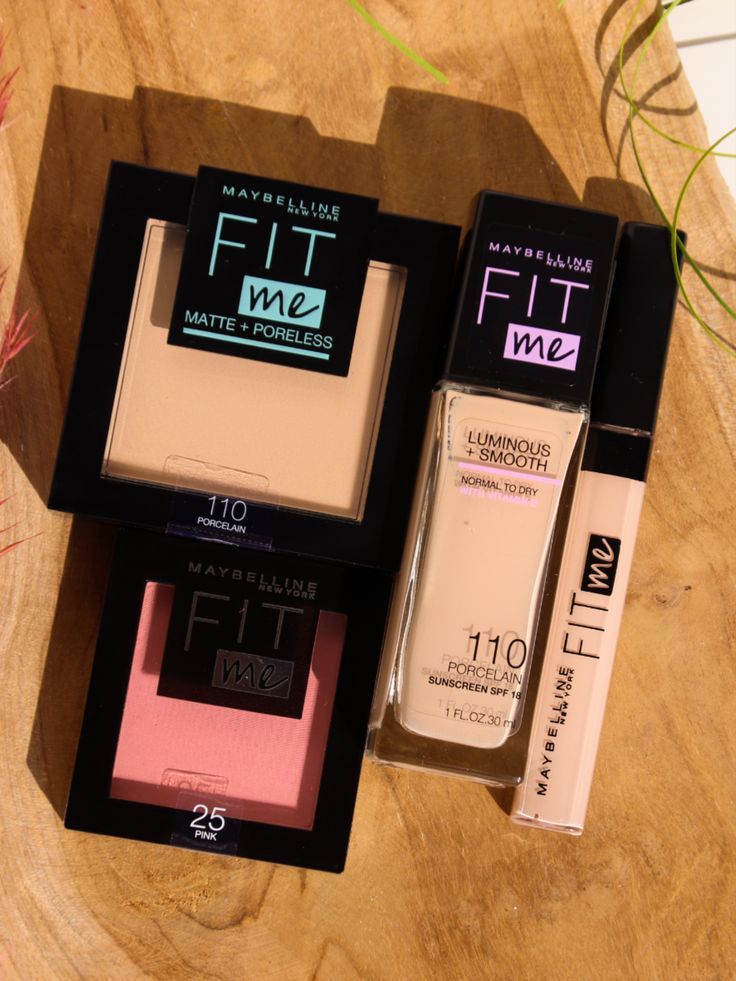 MAYBELLINE
NEW YORK
FIT
me
MATTE + PORELESS
110
PORCELAIN
MAYBELLINE
NEW YORK
FIT
me
25
PINK
MAYBELLINE
NEW YORK
FIT
me
LUMINOUS
+ SMOOTH
NORMAL TO DRY
110
PORCELAIN
SUNSCREEN SPF 18
1 FL.OZ.30 ml
MAYBELLINE
NEW YORK
FIT me